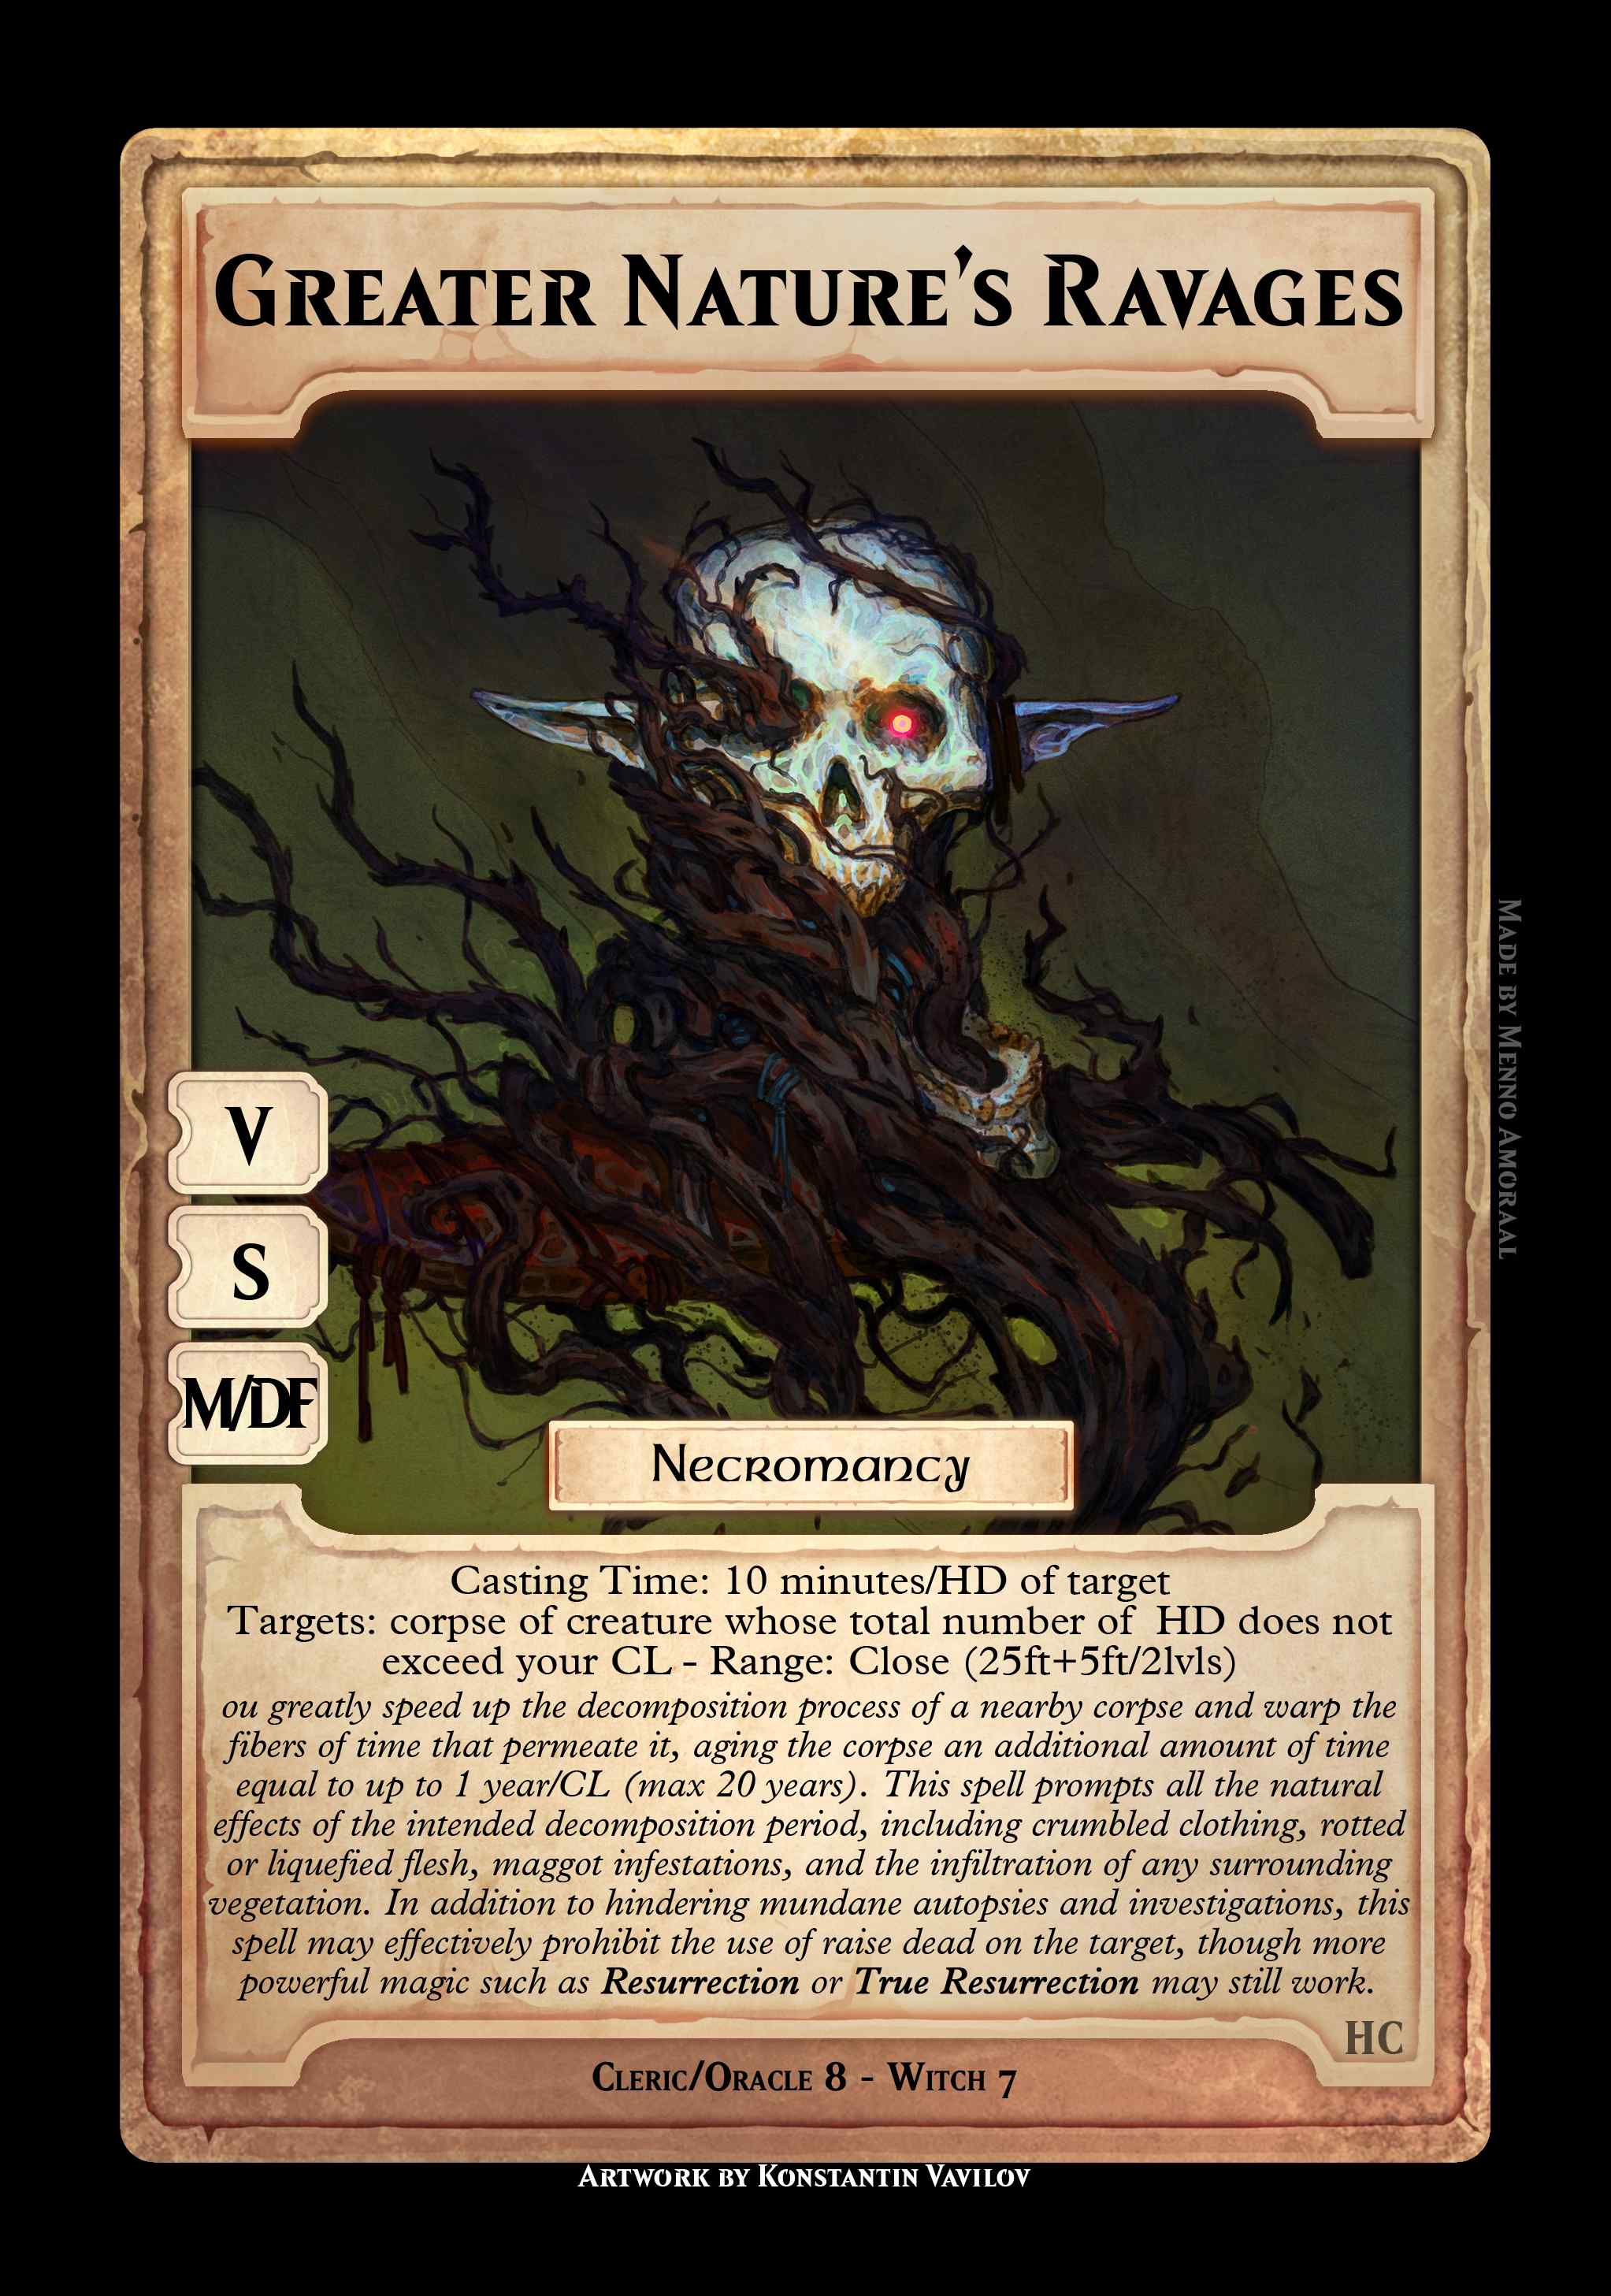 Greater Nature's Ravages
Made by Menno Amoraal
V
S
M/DF
Necromancy
Casting Time: 10 minutes/HD of target
Targets: corpse of creature whose total number of  HD does not
exceed your CL - Range: Close (25ft+5ft/2lvls)
ou greatly speed up the decomposition process of a nearby corpse and warp the
fibers of time that permeate it, aging the corpse an additional amount of time
equal to up to 1 year/CL (max 20 years). This spell prompts all the natural
effects of the intended decomposition period, including crumbled clothing, rotted
or liquefied flesh, maggot infestations, and the infiltration of any surrounding
vegetation. In addition to hindering mundane autopsies and investigations, this
spell may effectively prohibit the use of raise dead on the target, though more
powerful magic such as Resurrection or True Resurrection may still work.
HC
Cleric/Oracle 8 - Witch 7
Artwork by Konstantin Vavilov